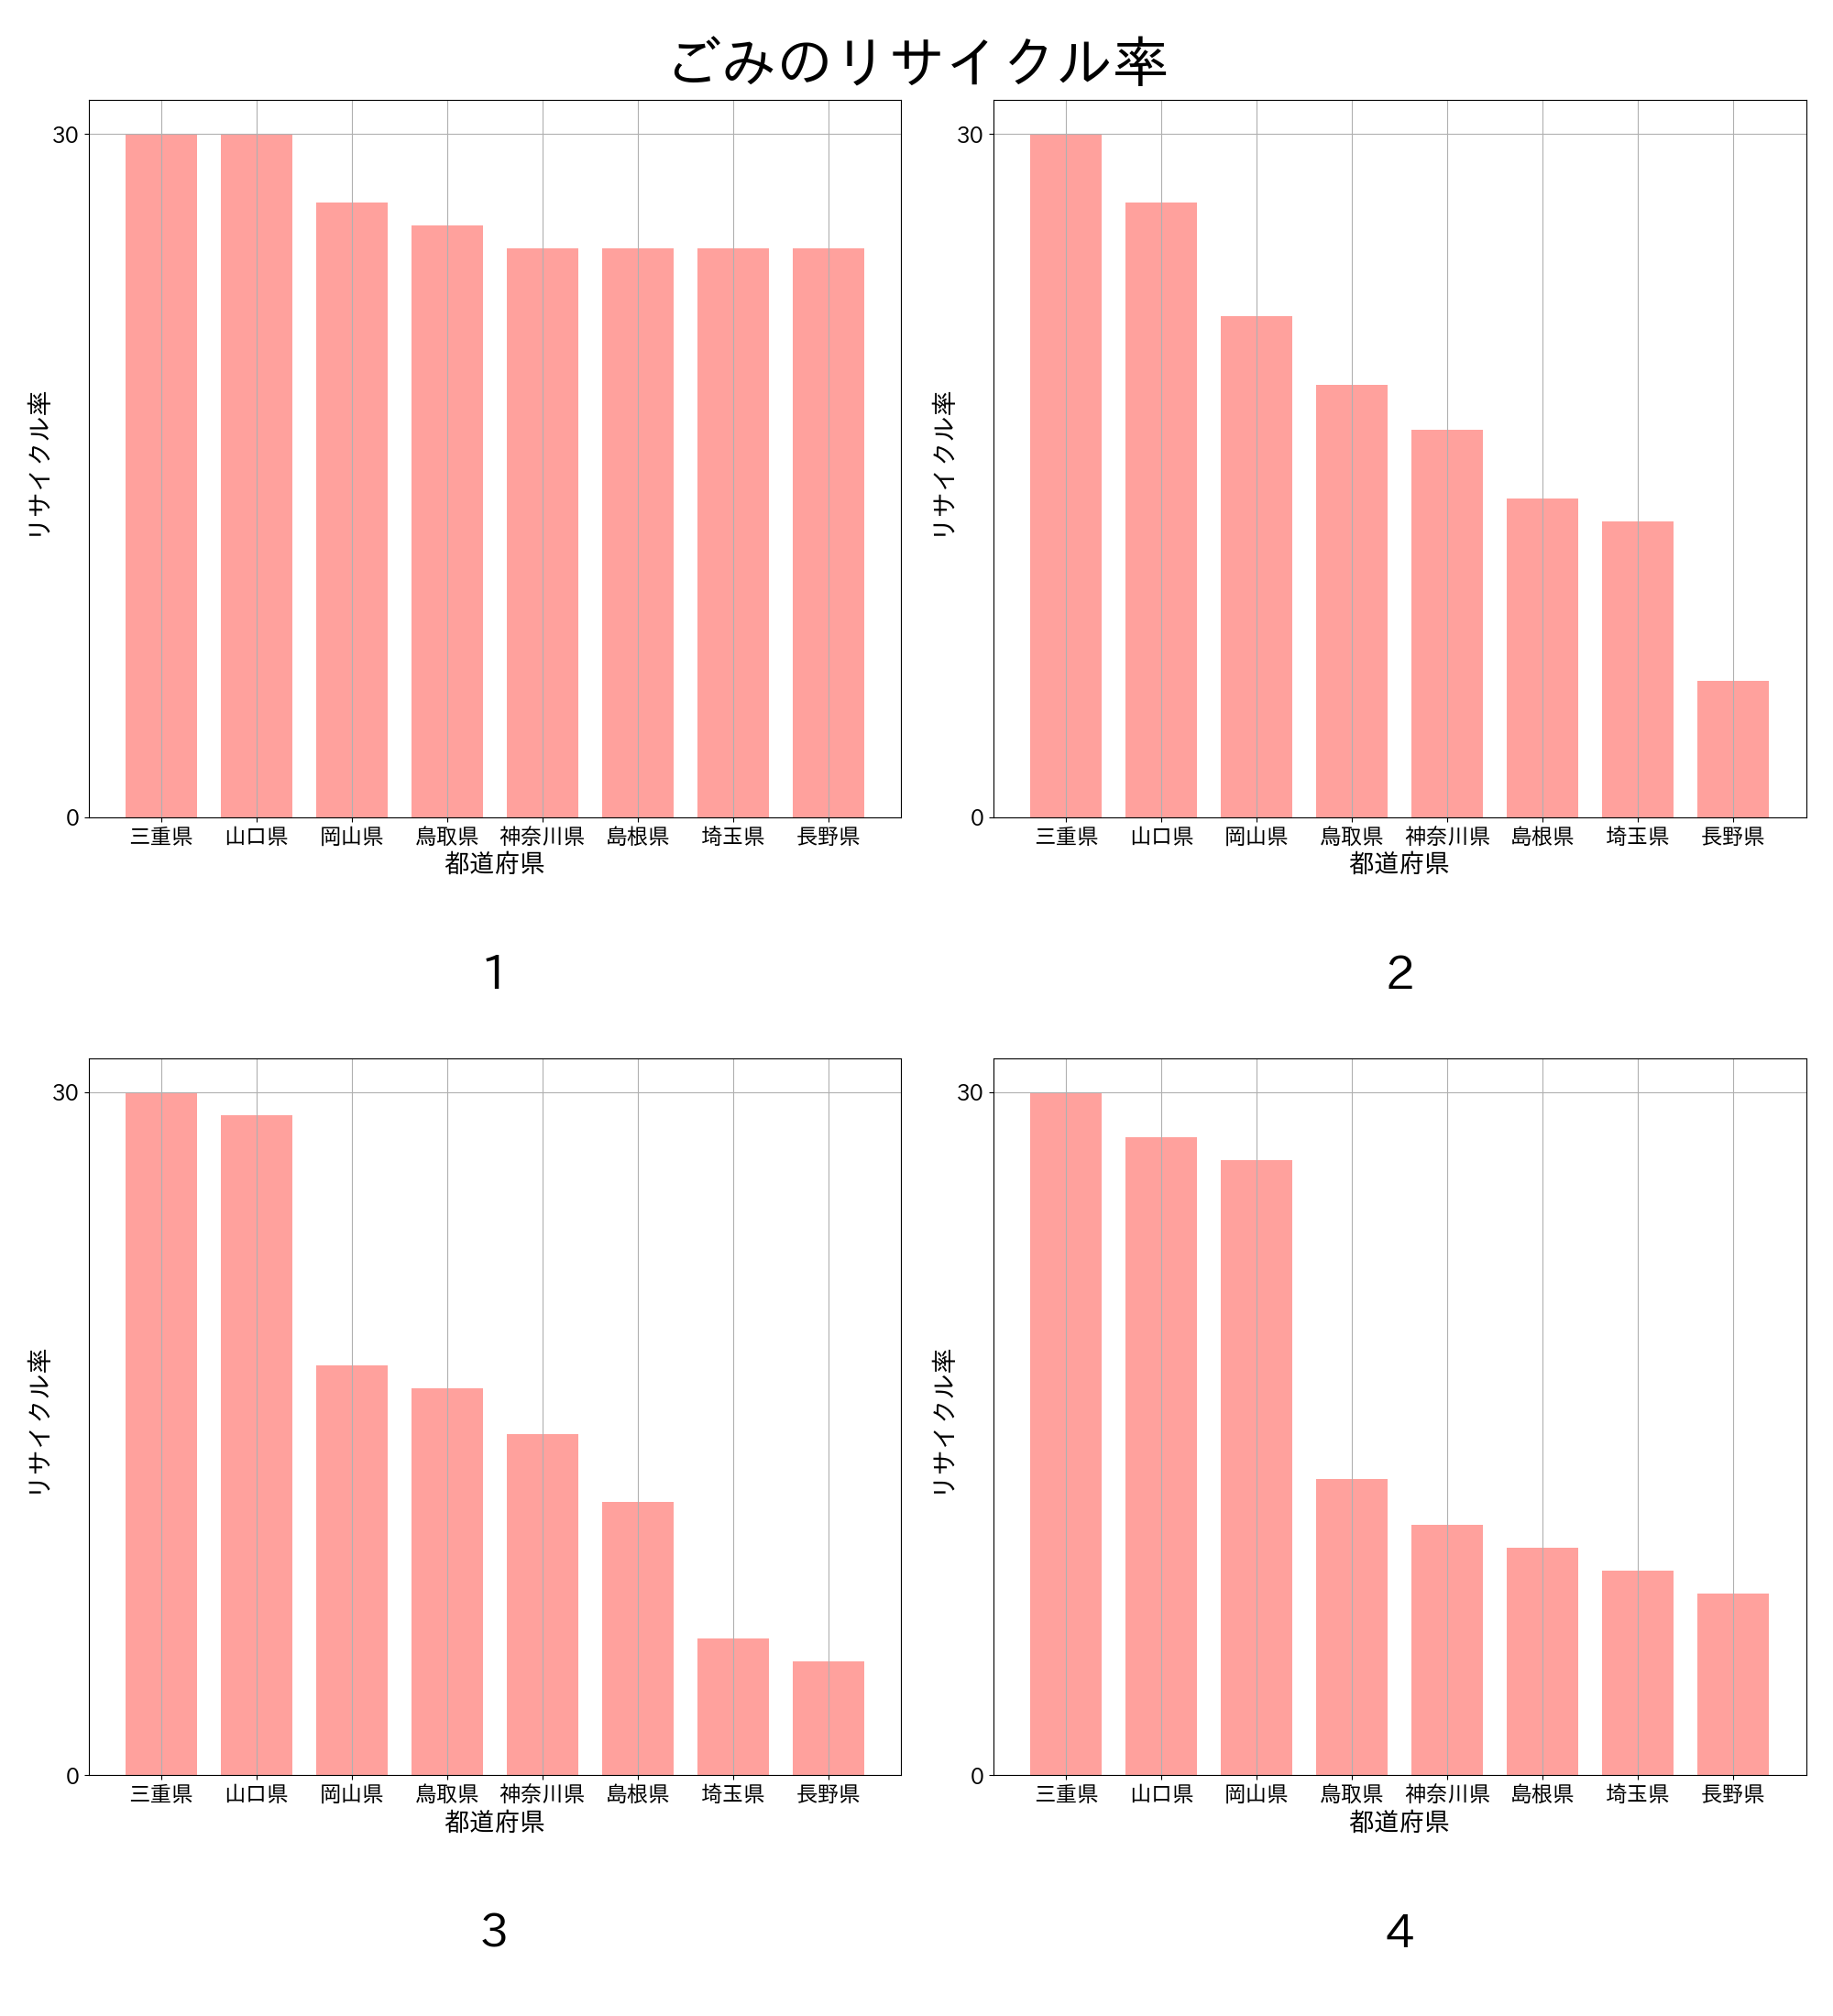 ごみのリサイクル率
30
0
リサイクル率
三重県 山口県 岡山県 鳥取県 神奈川県 島根県 埼玉県 長野県
都道府県
1
30
0
リサイクル率
三重県 山口県 岡山県 鳥取県 神奈川県 島根県 埼玉県 長野県
都道府県
2
30
0
リサイクル率
三重県 山口県 岡山県 鳥取県 神奈川県 島根県 埼玉県 長野県
都道府県
3
30
0
リサイクル率
三重県 山口県 岡山県 鳥取県 神奈川県 島根県 埼玉県 長野県
都道府県
4